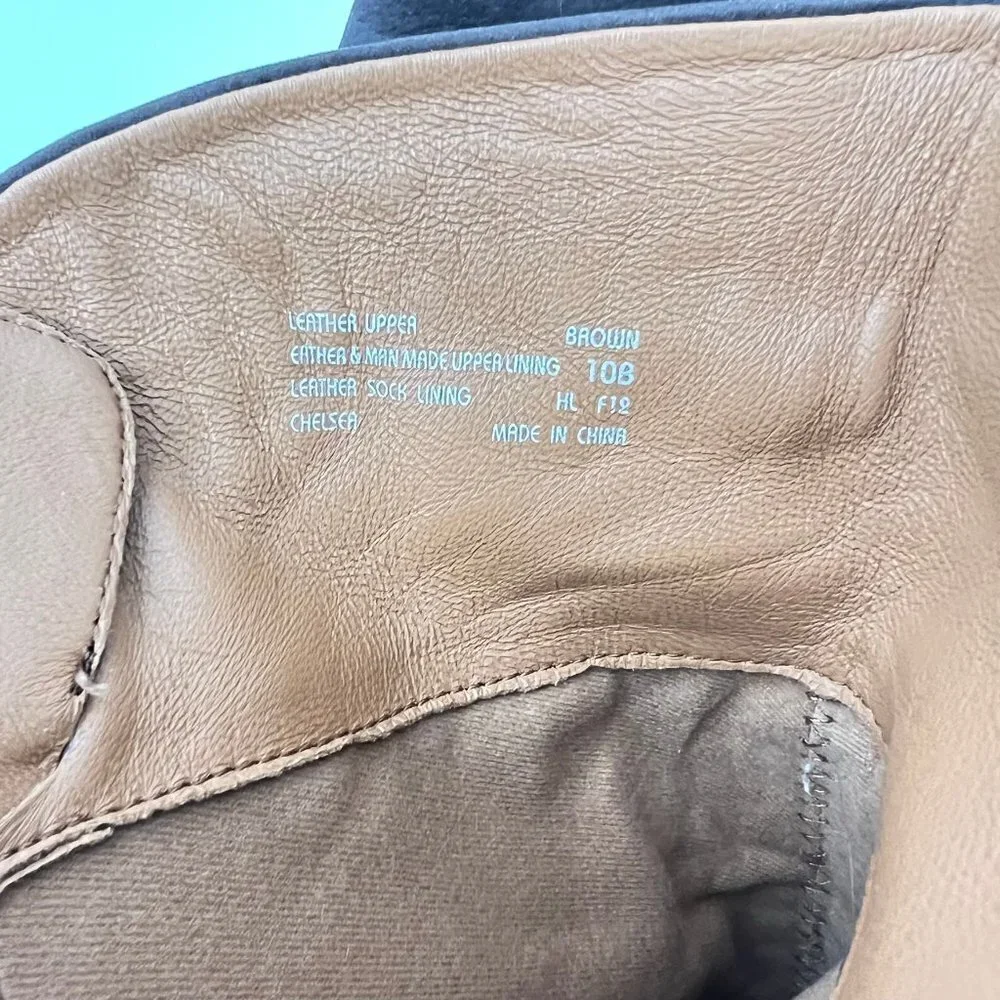 LEATHER UPPER BROWN
EATHER & MAN MADE UPPER LINING 10B
LEATHER SOCK LINING HL F12
CHELSEA MADE IN CHINA